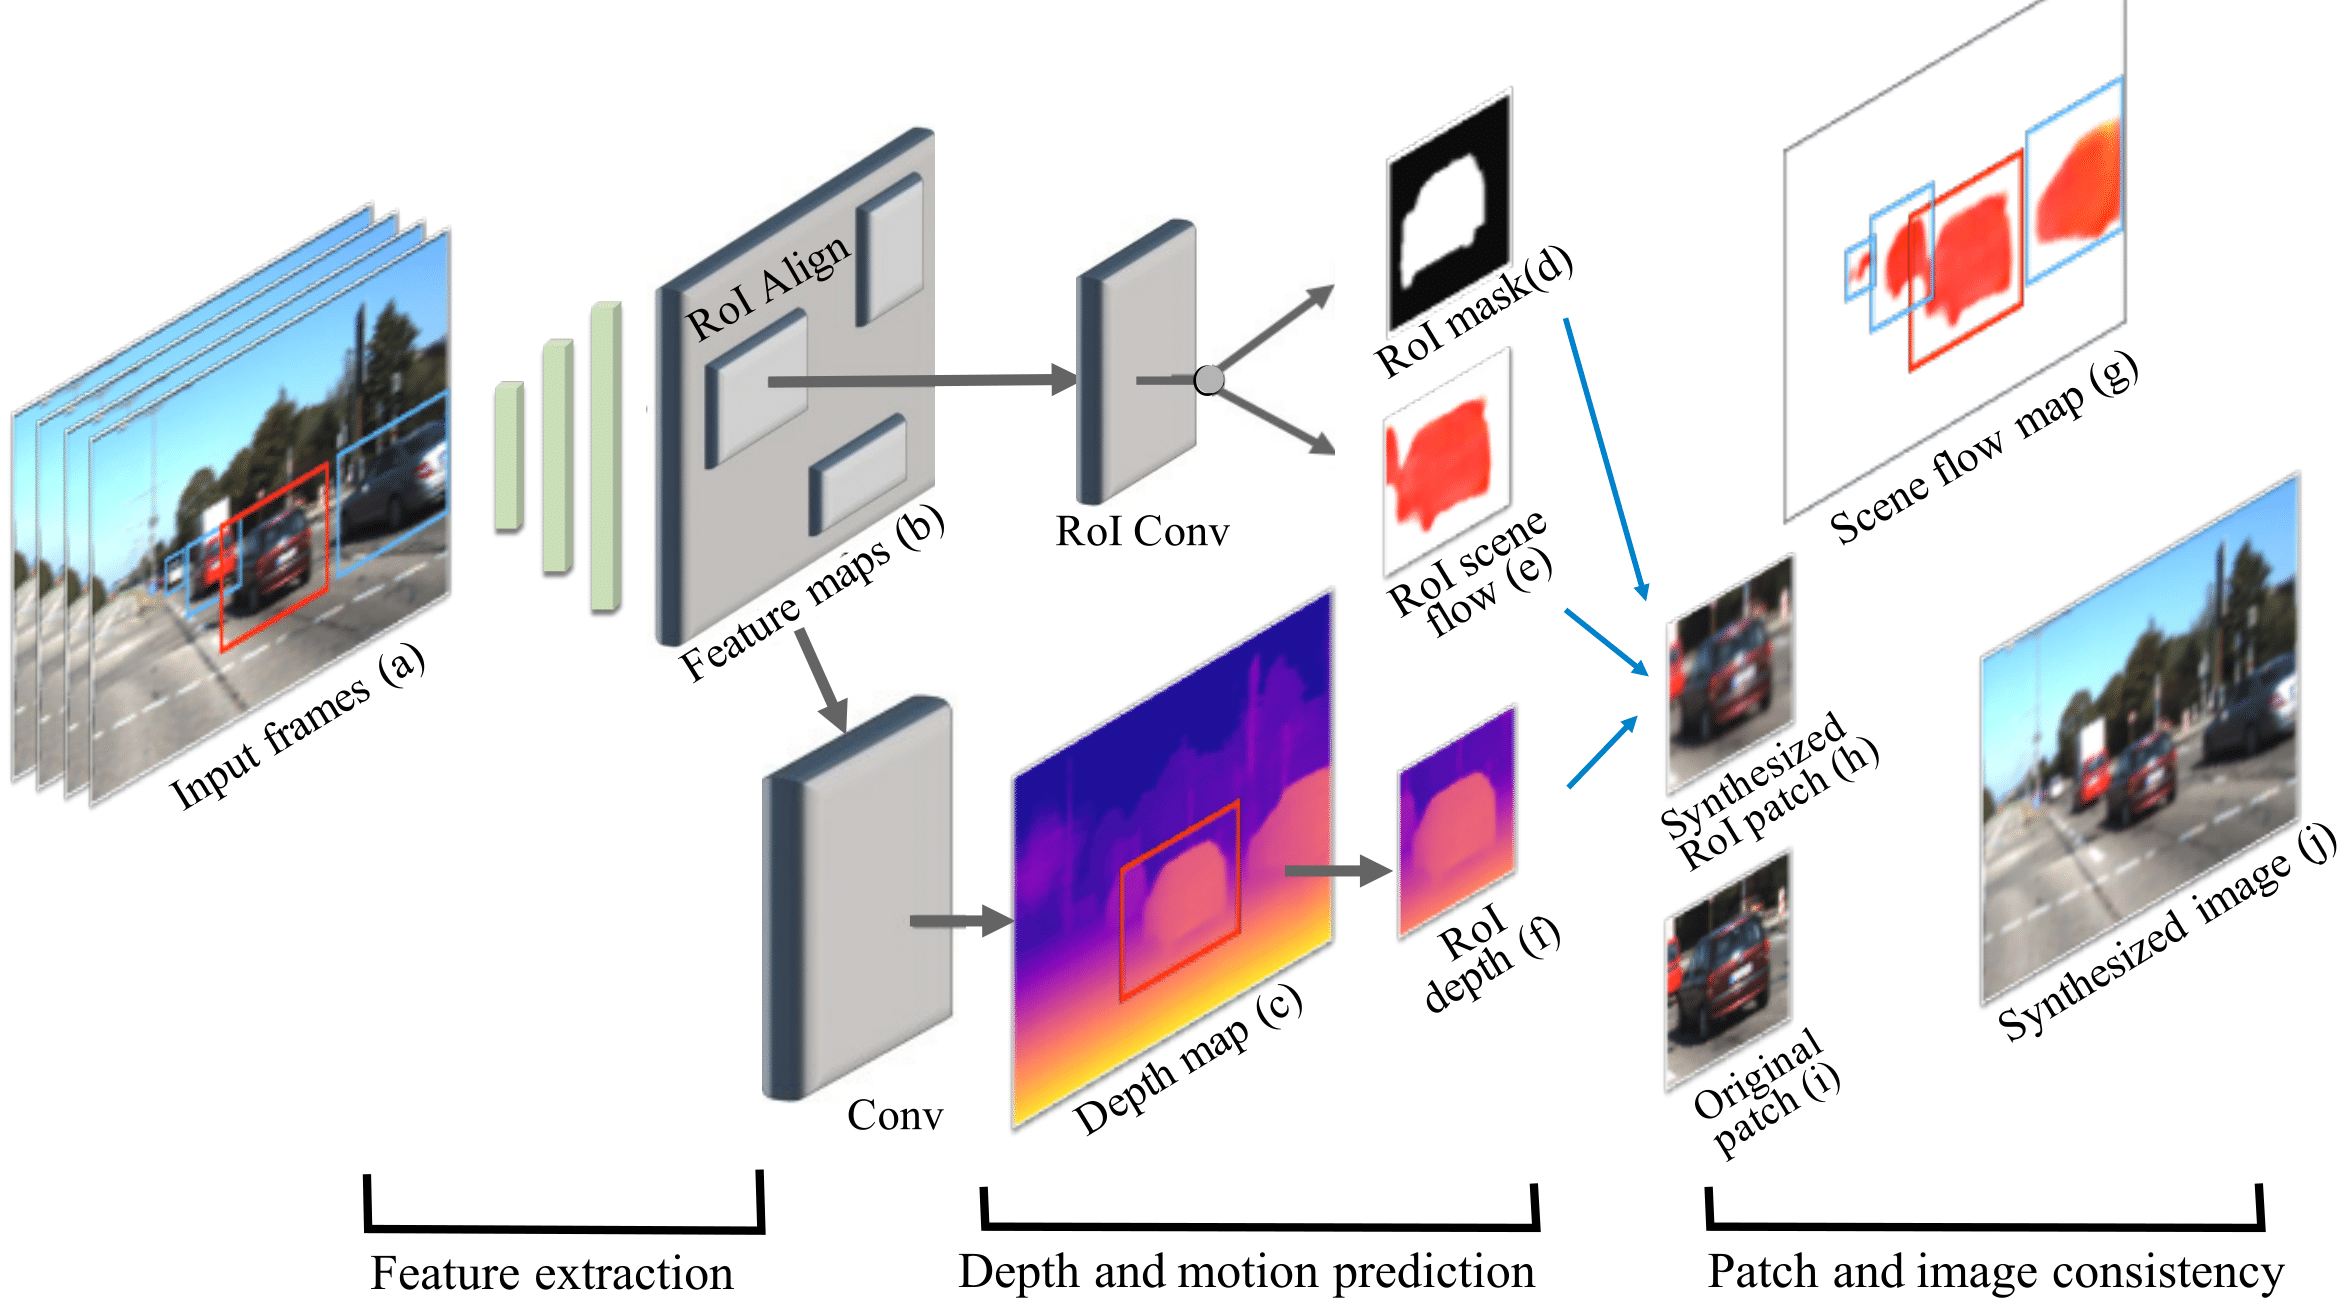 RoI Align
RoI mask(d)
Scene flow map (g)
RoI Conv
RoI scene
flow (e)
Feature maps (b)
Input frames (a)
Synthesized
RoI patch (h)
Synthesized image (j)
RoI
depth (f)
Depth map (c)
Conv
Original
patch (i)
Feature extraction
Depth and motion prediction
Patch and image consistency